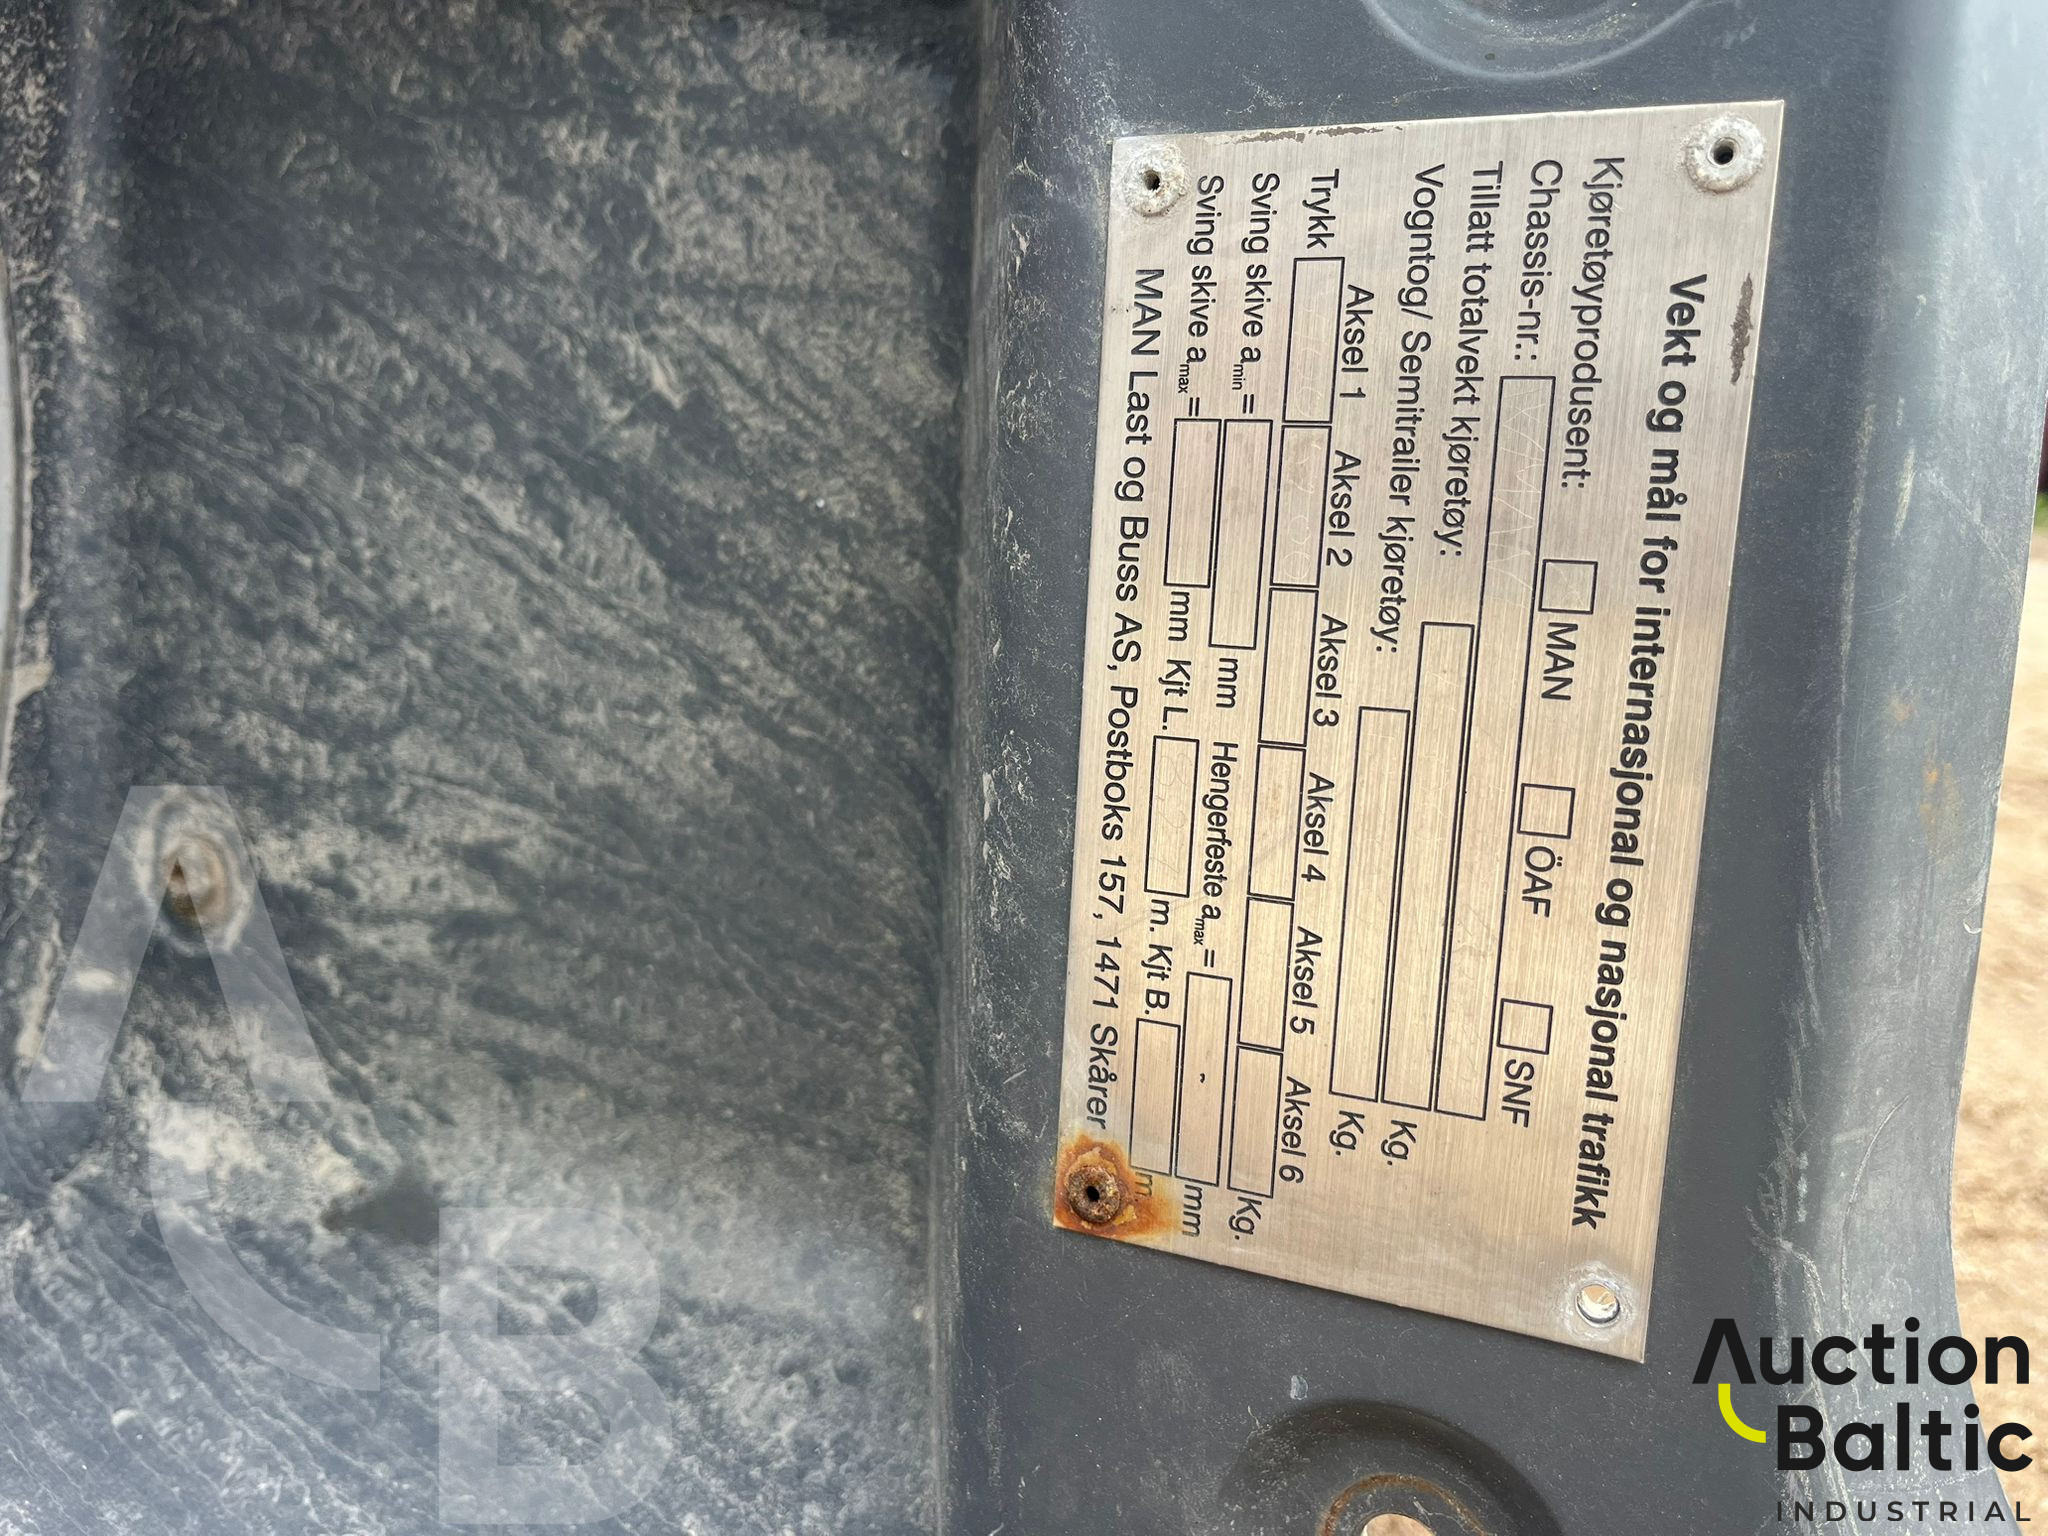 Vekt og mål for internasjonal og nasjonal trafikk
Kjøretøyprodusent: MAN ÖAF SNF
Chassis-nr.:
Tillatt totalvekt kjøretøy: Kg.
Vogntog/ Semitrailer kjøretøy: Kg.
Aksel 1 Aksel 2 Aksel 3 Aksel 4 Aksel 5 Aksel 6
Trykk Kg.
Sving skive amin = mm Hengerfeste amax = mm
Sving skive amax = mm Kjt L. m. Kjt B. m.
MAN Last og Buss AS, Postboks 157, 1471 Skårer
Auction
Baltic
INDUSTRIAL
ACB